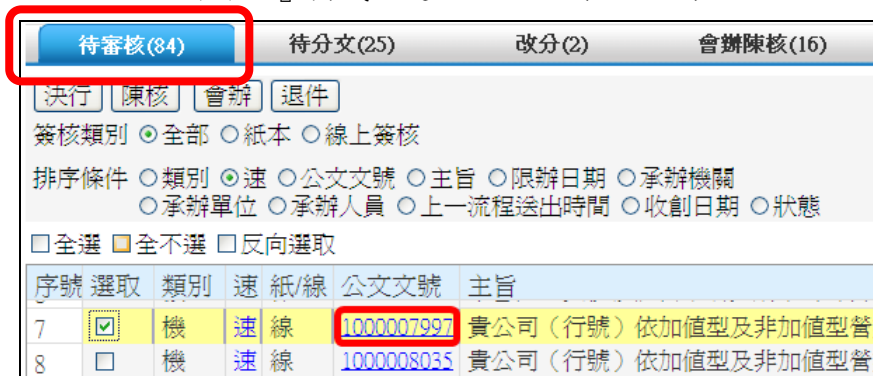 待審核(84) 待分文(25) 改分(2) 會辦陳核(16)
決行 陳核 會辦 退件
簽核類別 全部 紙本 線上簽核
排序條件 類別 速 公文文號 主旨 限辦日期 承辦機關
承辦單位 承辦人員 上一流程送出時間 收創日期 狀態
全選 全不選 反向選取
序號 選取 類別 速 紙/線 公文文號 主旨
7 機 速 線 1000007997 貴公司（行號）依加值型及非加值型營
8 機 速 線 1000008035 貴公司（行號）依加值型及非加值型營